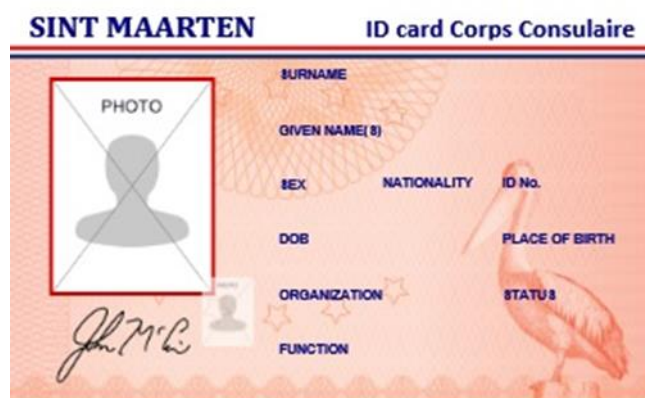 SINT MAARTEN ID card Corps Consulaire
SURNAME
PHOTO
GIVEN NAME(S)
SEX NATIONALITY ID No.
DOB PLACE OF BIRTH
ORGANIZATION STATUS
PHOTO
FUNCTION